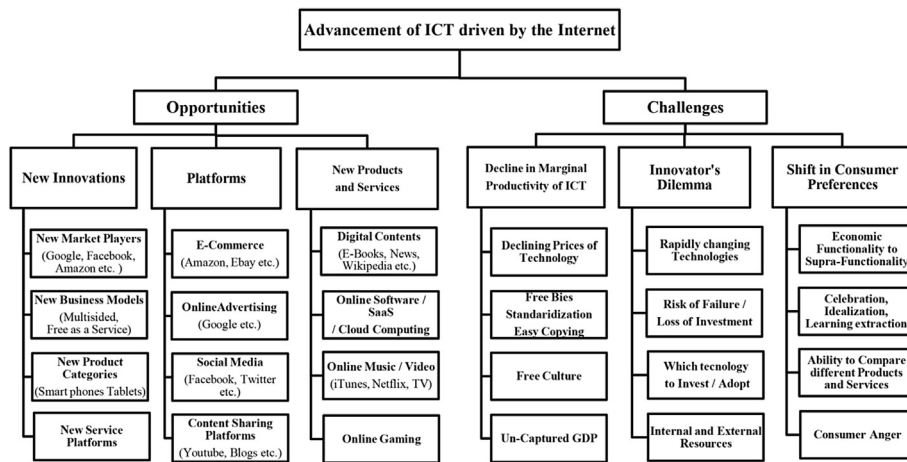 Advancement of ICT driven by the Internet
Opportunities
Challenges
New Innovations
Platforms
New Products
and Services
Decline in Marginal
Productivity of ICT
Innovator's
Dilemma
Shift in Consumer
Preferences
New Market Players
(Google, Facebook,
Amazon etc. )
New Business Models
(Multisided,
Free as a Service)
New Product
Categories
(Smart phones Tablets)
New Service
Platforms
E-Commerce
(Amazon, Ebay etc.)
OnlineAdvertising
(Google etc.)
Social Media
(Facebook, Twitter
etc.)
Content Sharing
Platforms
(Youtube, Blogs etc.)
Digital Contents
(E-Books, News,
Wikipedia etc.)
Online Software /
SaaS
/ Cloud Computing
Online Music / Video
(iTunes, Netflix, TV)
Online Gaming
Declining Prices of
Technology
Free Bies
Standaridization
Easy Copying
Free Culture
Un-Captured GDP
Rapidly changing
Technologies
Risk of Failure /
Loss of Investment
Which tecnology
to Invest / Adopt
Internal and External
Resources
Economic
Functionality to
Supra-Functionality
Celebration,
Idealization,
Learning extraction
Ability to Compare
different Products
and Services
Consumer Anger